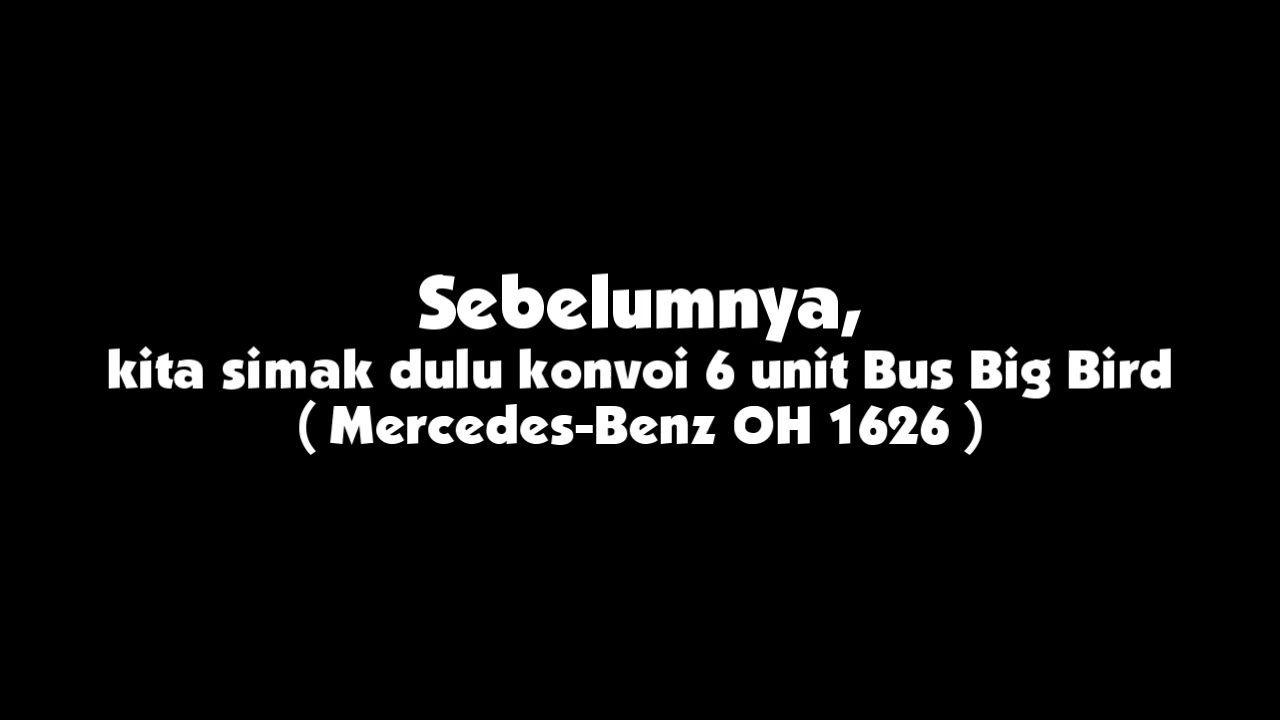 Sebelumnya,
kita simak dulu konvoi 6 unit Bus Big Bird
( Mercedes-Benz OH 1626 )